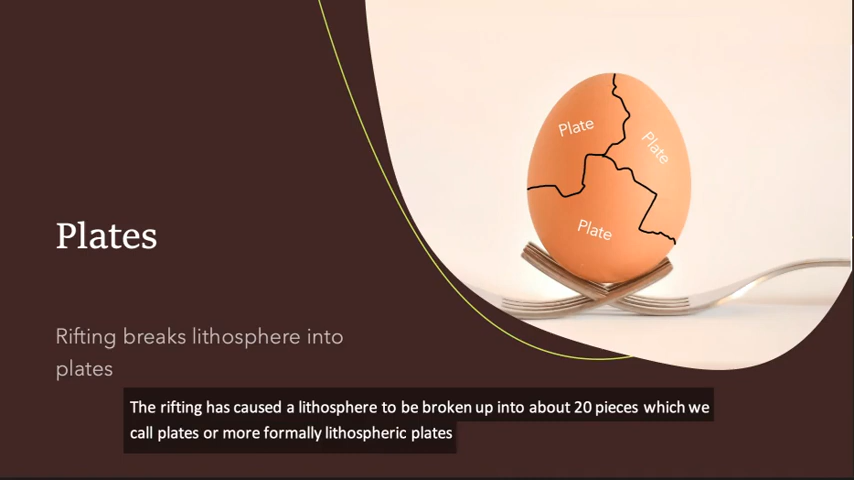 Plate
Plate
Plate
Plates
Rifting breaks lithosphere into
plates
The rifting has caused a lithosphere to be broken up into about 20 pieces which we
call plates or more formally lithospheric plates